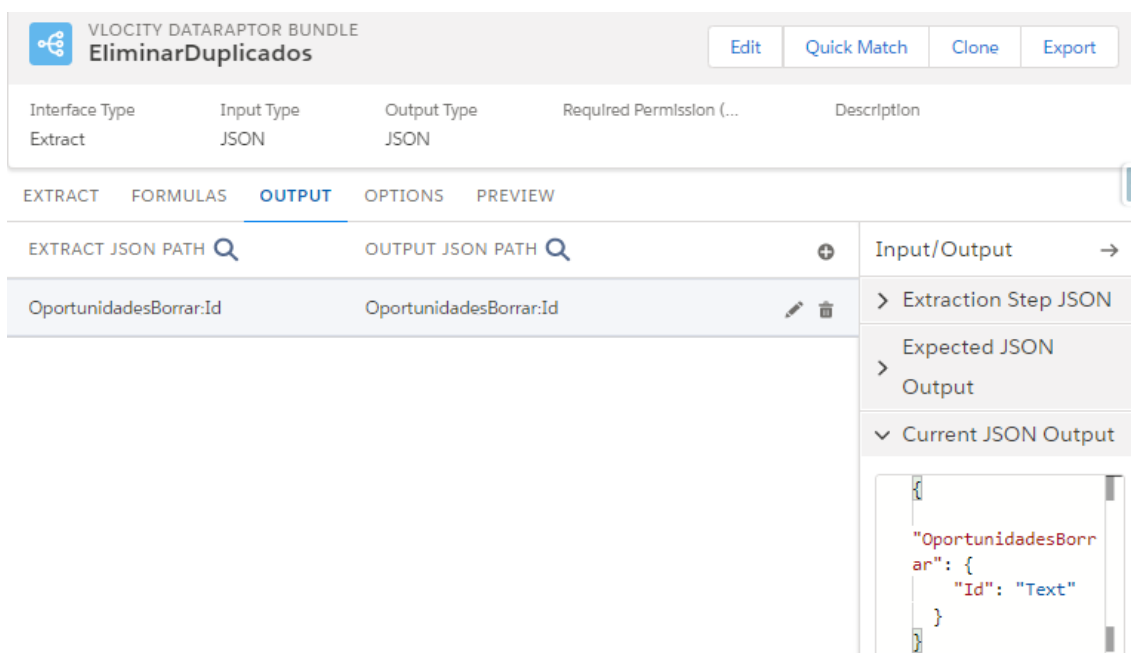 VLOCITY DATARAPTOR BUNDLE
EliminarDuplicados
Edit
Quick Match
Clone
Export
Interface Type
Input Type
Output Type
Required Permission (...
Description
Extract
JSON
JSON
EXTRACT
FORMULAS
OUTPUT
OPTIONS
PREVIEW
EXTRACT JSON PATH
OUTPUT JSON PATH
OportunidadesBorrar:Id
OportunidadesBorrar:Id
Input/Output
Extraction Step JSON
Expected JSON
Output
Current JSON Output
{
"OportunidadesBorr
ar": {
"Id": "Text"
}
}